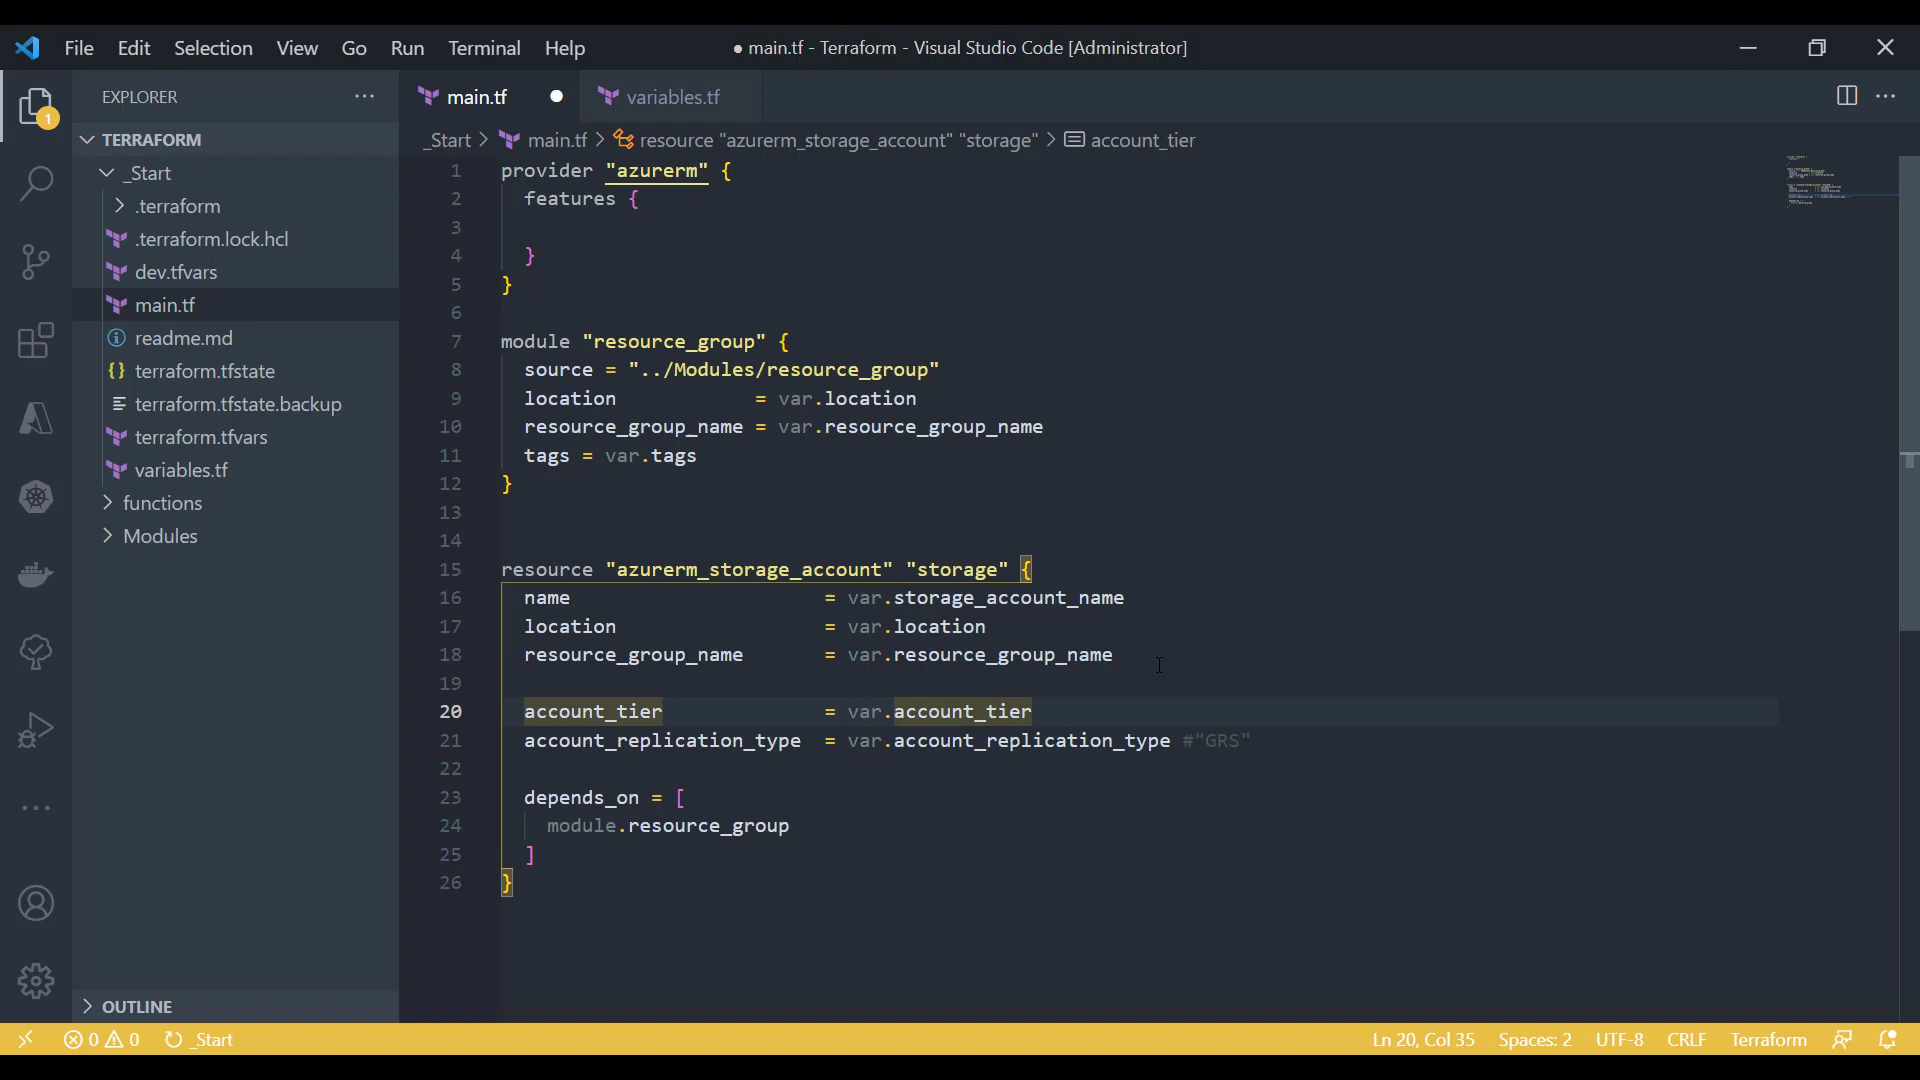 File Edit Selection View Go Run Terminal Help
● main.tf - Terraform - Visual Studio Code [Administrator]
1
EXPLORER
TERRAFORM
_Start
.terraform
.terraform.lock.hcl
dev.tfvars
main.tf
readme.md
terraform.tfstate
terraform.tfstate.backup
terraform.tfvars
variables.tf
functions
Modules
OUTLINE
main.tf
variables.tf
_Start > main.tf > resource "azurerm_storage_account" "storage" > account_tier
1 provider "azurerm" {
2 features {
3
4 }
5 }
6
7 module "resource_group" {
8 source = "../Modules/resource_group"
9 location = var.location
10 resource_group_name = var.resource_group_name
11 tags = var.tags
12 }
13
14
15 resource "azurerm_storage_account" "storage" {
16 name = var.storage_account_name
17 location = var.location
18 resource_group_name = var.resource_group_name
19
20 account_tier = var.account_tier
21 account_replication_type = var.account_replication_type #"GRS"
22
23 depends_on = [
24 module.resource_group
25 ]
26 }
0 0 _Start
Ln 20, Col 35 Spaces: 2 UTF-8 CRLF Terraform